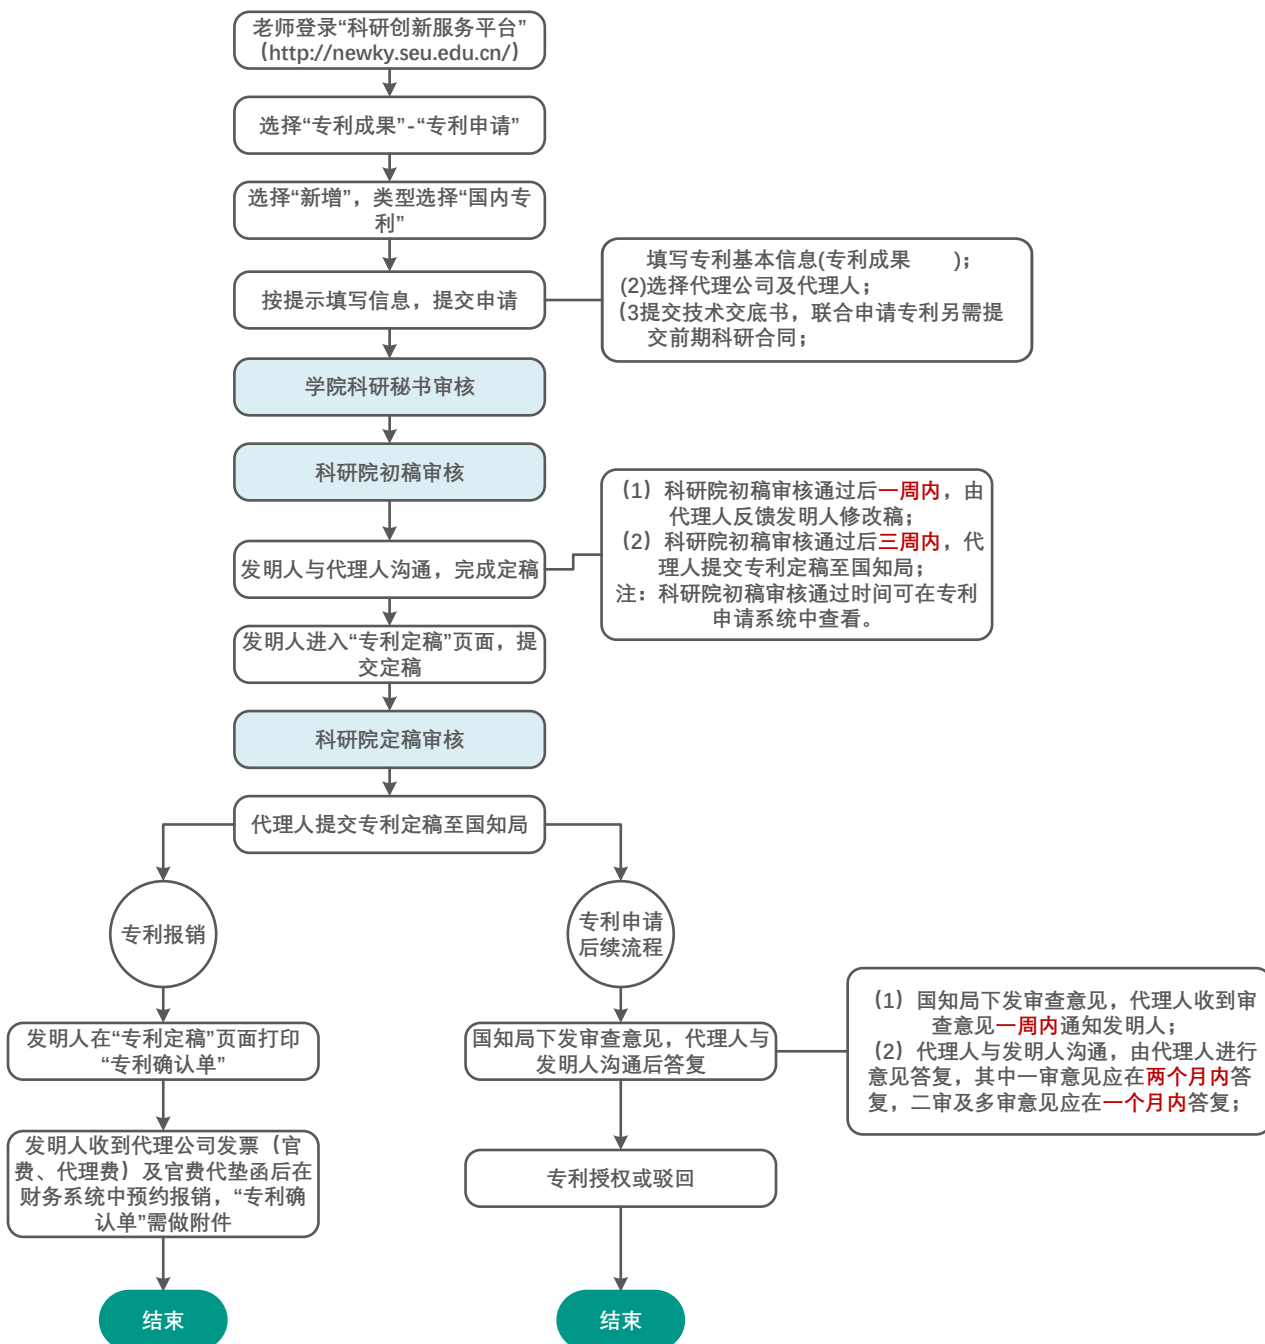 老师登录“科研创新服务平台”
（http://newky.seu.edu.cn/）
选择“专利成果”-“专利申请”
选择“新增”，类型选择“国内专
利”
填写专利基本信息(专利成果 )；
(2)选择代理公司及代理人；
(3提交技术交底书，联合申请专利另需提
交前期科研合同；
按提示填写信息，提交申请
学院科研秘书审核
科研院初稿审核
（1）科研院初稿审核通过后一周内，由
代理人反馈发明人修改稿；
（2）科研院初稿审核通过后三周内，代
理人提交专利定稿至国知局；
注：科研院初稿审核通过时间可在专利
申请系统中查看。
发明人与代理人沟通，完成定稿
发明人进入“专利定稿”页面，提
交定稿
科研院定稿审核
代理人提交专利定稿至国知局
专利报销
专利申请
后续流程
发明人在“专利定稿”页面打印
“专利确认单”
国知局下发审查意见，代理人与
发明人沟通后答复
（1）国知局下发审查意见，代理人收到审
查意见一周内通知发明人；
（2）代理人与发明人沟通，由代理人进行
意见答复，其中一审意见应在两个月内答
复，二审及多审意见应在一个月内答复；
发明人收到代理公司发票（官
费、代理费）及官费代垫函后在
财务系统中预约报销，“专利确
认单”需做附件
专利授权或驳回
结束
结束